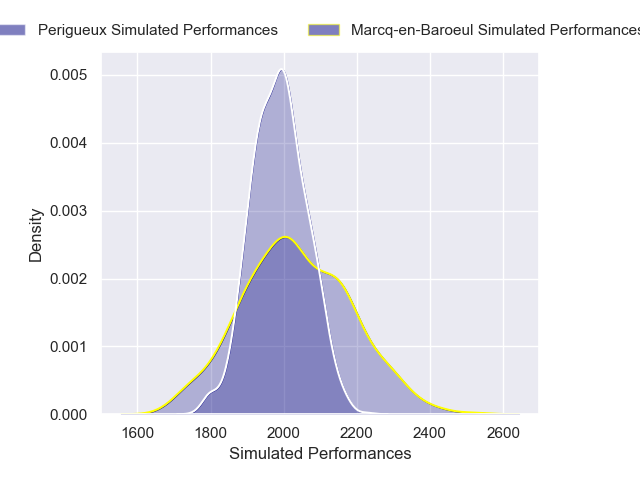 Perigueux Simulated Performances
Marcq-en-Baroeul Simulated Performances
0.005
0.004
0.003
0.002
0.001
0.000
Density
1600 1800 2000 2200 2400 2600
Simulated Performances